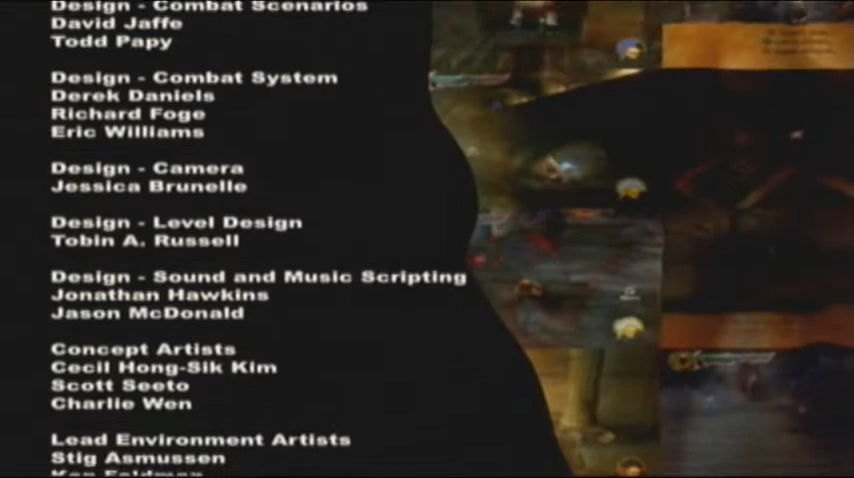 Design - Combat Scenarios
David Jaffe
Todd Papy
Design - Combat System
Derek Daniels
Richard Foge
Eric Williams
Design - Camera
Jessica Brunelle
Design - Level Design
Tobin A. Russell
Design - Sound and Music Scripting
Jonathan Hawkins
Jason McDonald
Concept Artists
Cecil Hong-Sik Kim
Scott Seeto
Charlie Wen
Lead Environment Artists
Stig Asmussen